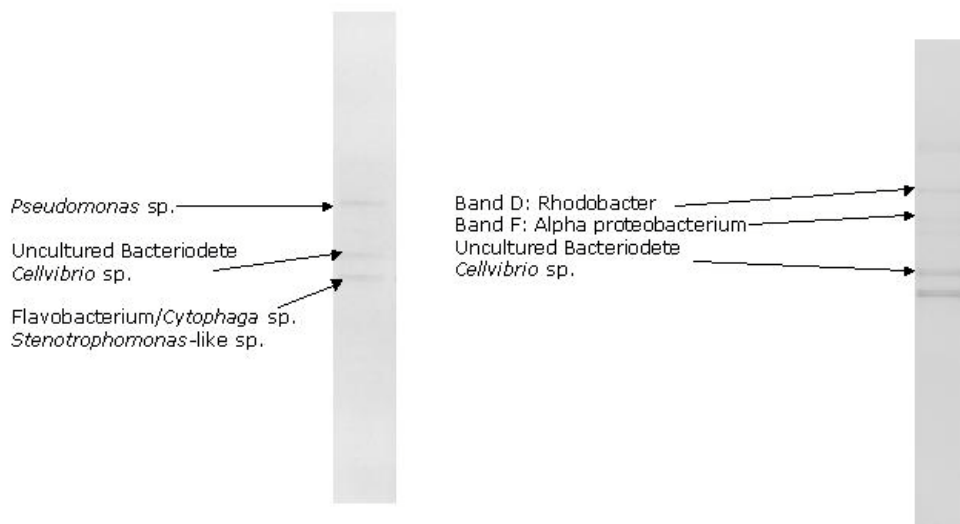 Pseudomonas sp.
Uncultured Bacteriodete
Cellvibrio sp.
Flavobacterium/Cytophaga sp.
Stenotrophomonas-like sp.
Band D: Rhodobacter
Band F: Alpha proteobacterium
Uncultured Bacteriodete
Cellvibrio sp.